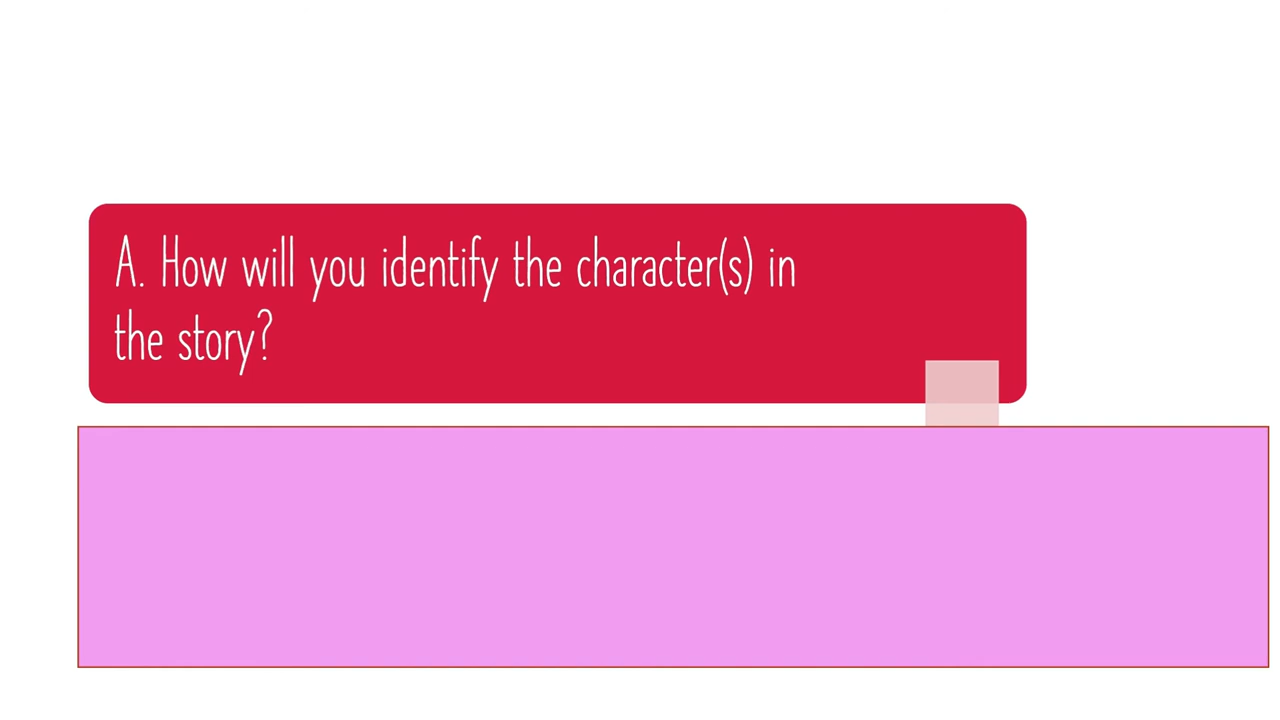 A. How will you identify the character(s) in
the story?